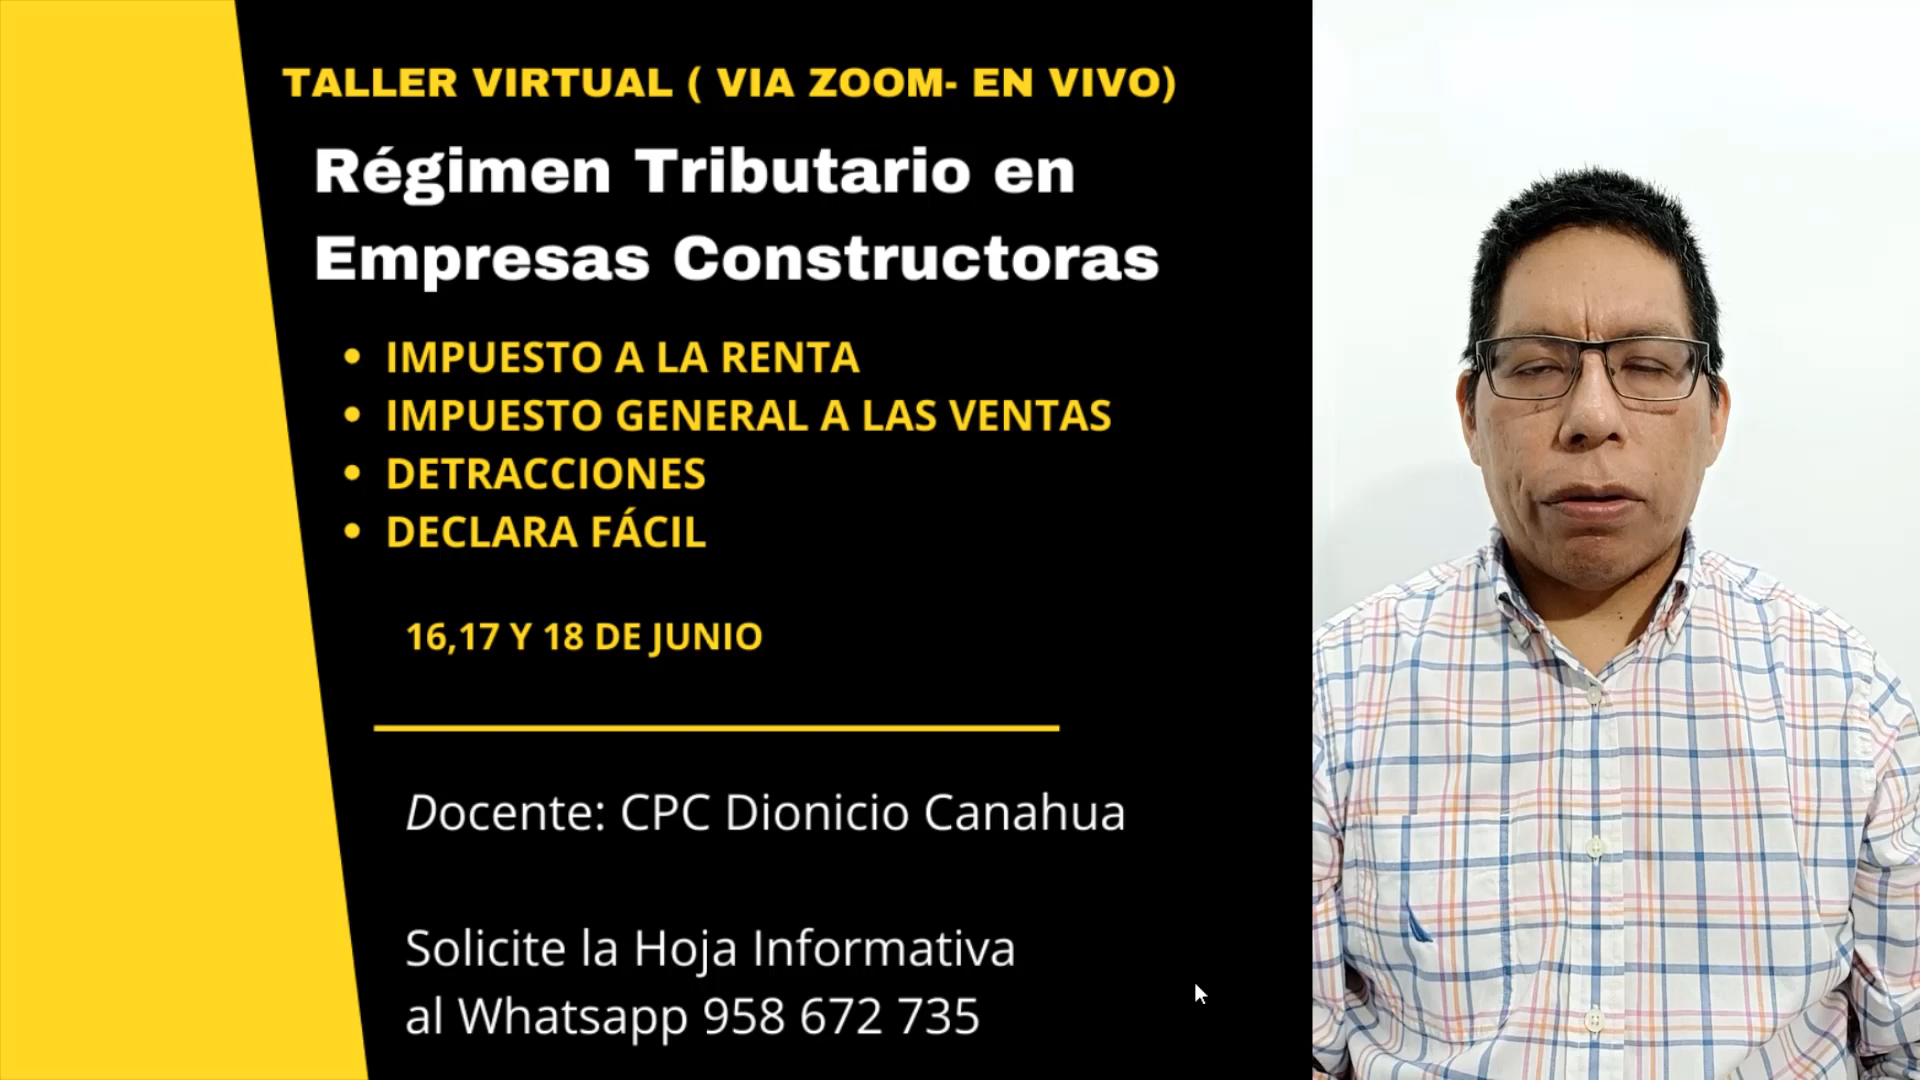 TALLER VIRTUAL ( VIA ZOOM- EN VIVO)
Régimen Tributario en
Empresas Constructoras
• IMPUESTO A LA RENTA
• IMPUESTO GENERAL A LAS VENTAS
• DETRACCIONES
• DECLARA FÁCIL
16,17 Y 18 DE JUNIO
Docente: CPC Dionicio Canahua
Solicite la Hoja Informativa
al Whatsapp 958 672 735